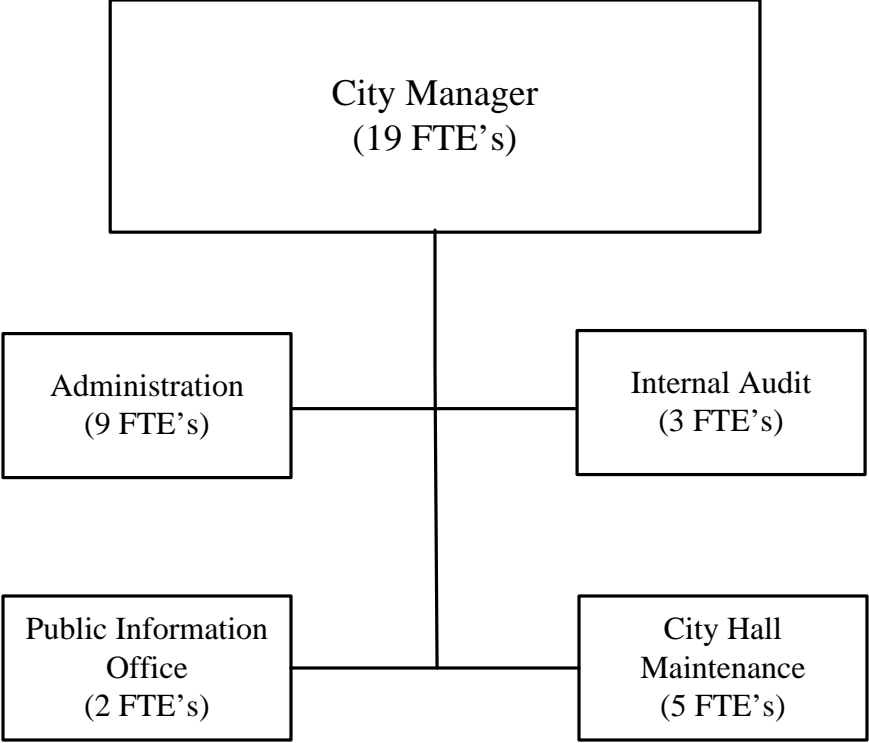 City Manager
(19 FTE’s)
Administration
(9 FTE’s)
Internal Audit
(3 FTE’s)
Public Information
Office
(2 FTE’s)
City Hall
Maintenance
(5 FTE’s)